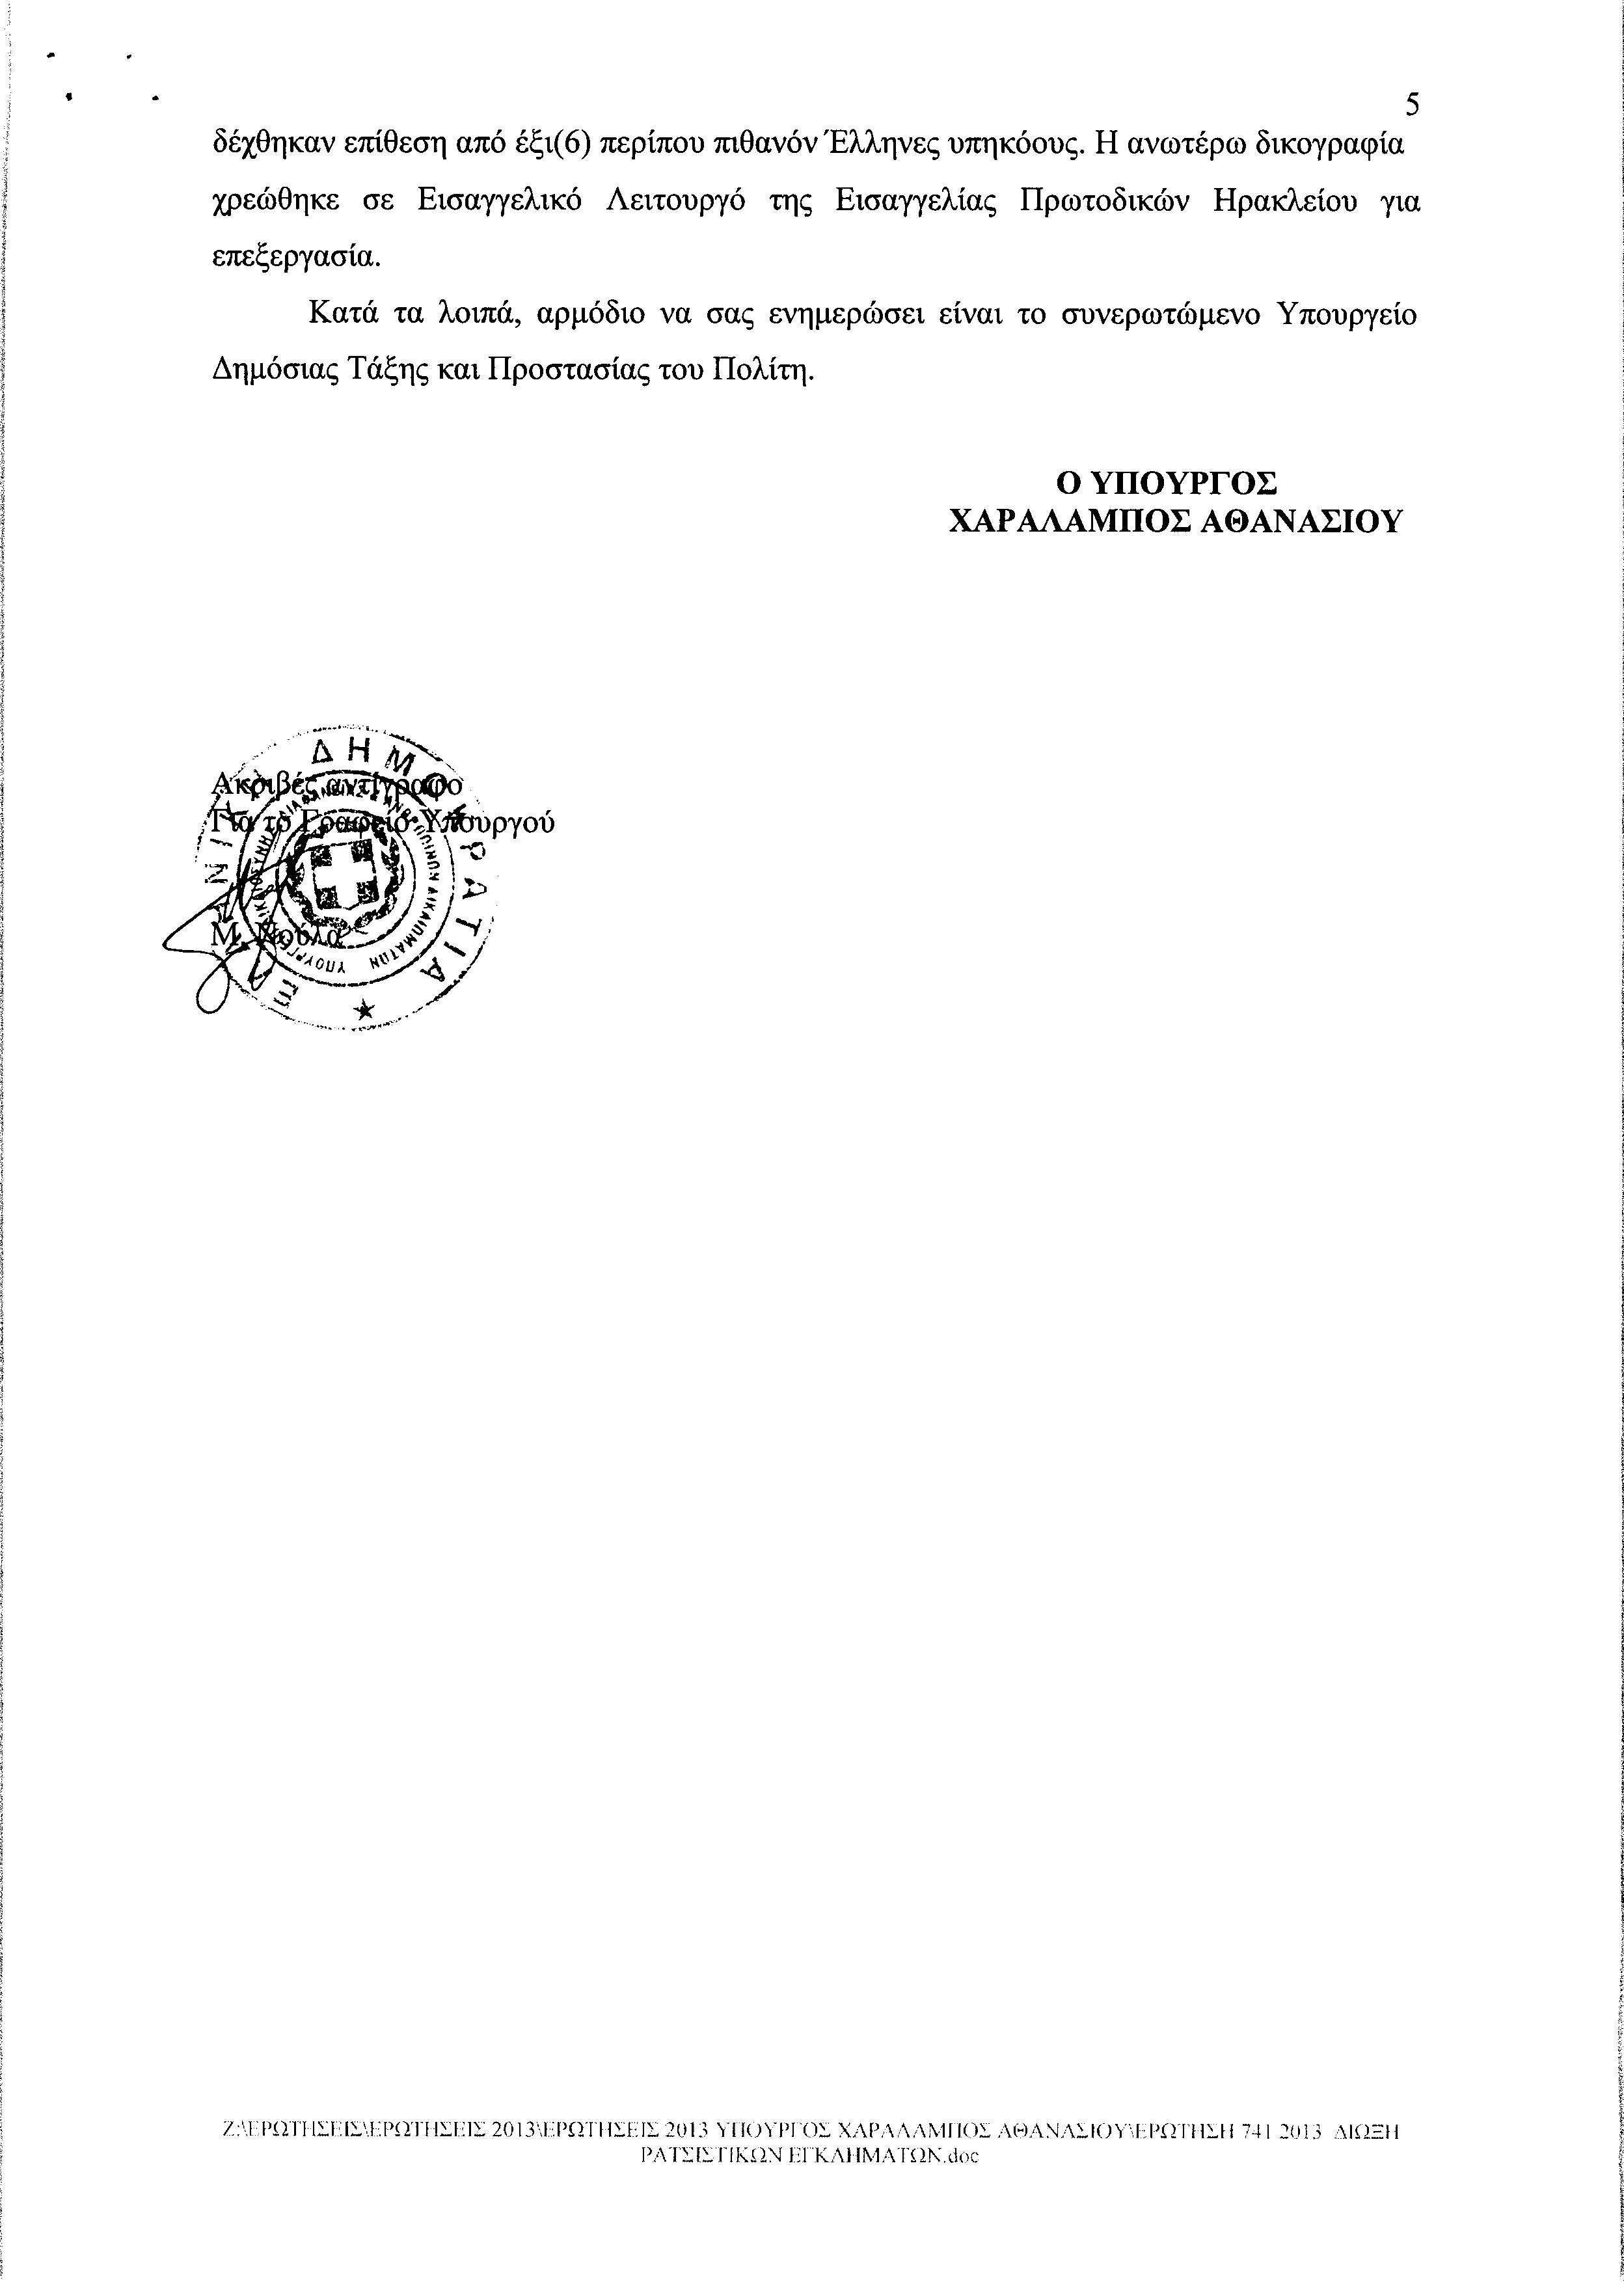 5
δέχθηκαν επίθεση από έξι(6) περίπου πιθανόν Έλληνες υπηκόους. Η ανωτέρω δικογραφία
χρεώθηκε σε Εισαγγελικό Λειτουργό της Εισαγγελίας Πρωτοδικών Ηρακλείου για
επεξεργασία.
Κατά τα λοιπά, αρμόδιο να σας ενημερώσει είναι το συνερωτώμενο Υπουργείο
Δημόσιας Τάξης και Προστασίας του Πολίτη.
Ο ΥΠΟΥΡΓΟΣ
ΧΑΡΑΛΑΜΠΟΣ ΑΘΑΝΑΣΙΟΥ
Ακριβές αντίγραφο
Για το Γραφείο Υπουργού
Μ. Νούλα
ΕΛΛΗΝΙΚΗ ΔΗΜΟΚΡΑΤΙΑ
Z:\ΕΡΩΤΗΣΕΙΣ\ΕΡΩΤΗΣΕΙΣ 2013\ΕΡΩΤΗΣΕΙΣ 2013 ΥΠΟΥΡΓΟΣ ΧΑΡΑΛΑΜΠΟΣ ΑΘΑΝΑΣΙΟΥ\ΕΡΩΤΗΣΗ 741 2013 ΔΙΩΞΗ
ΡΑΤΣΙΣΤΙΚΩΝ ΕΓΚΛΗΜΑΤΩΝ.doc